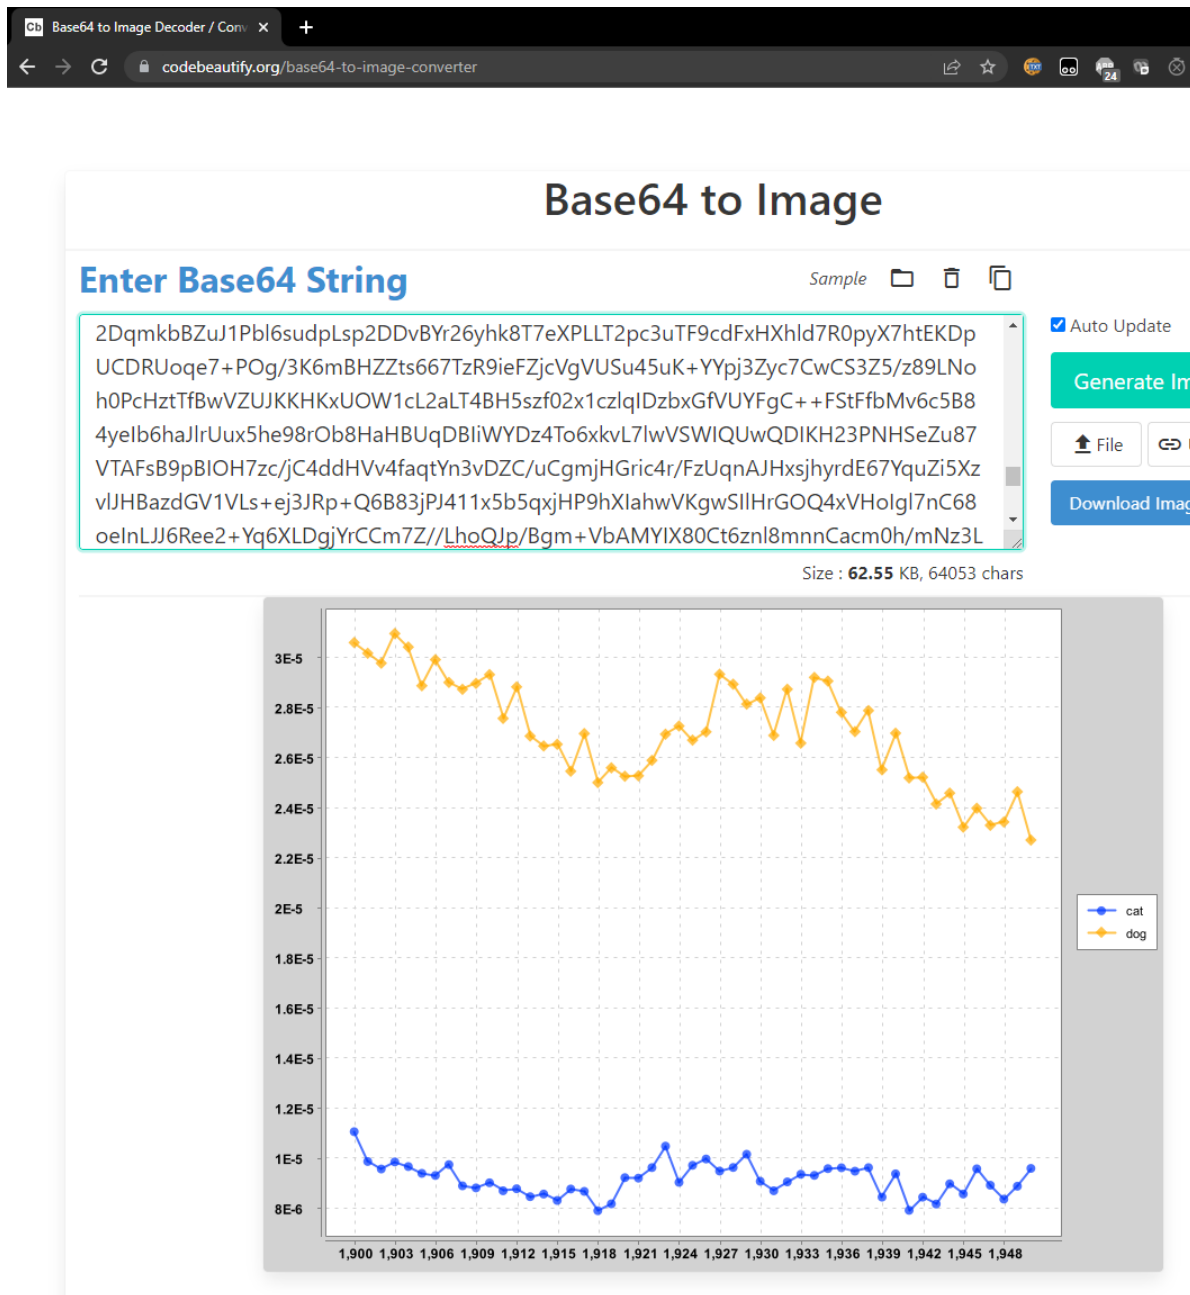 Cb Base64 to Image Decoder / Conv
codebeautify.org/base64-to-image-converter
24
Base64 to Image
Enter Base64 String
Sample
2DqmkbBZuJ1Pbl6sudpLsp2DDvBYr26yhk8T7eXPLLT2pc3uTF9cdFxHXhld7R0pyX7htEKDp
UCDRUoqe7+POg/3K6mBHZZts667TzR9ieFZjcVgVUSu45uK+YYpj3Zyc7CwCS3Z5/z89LNo
h0PcHztTfBwVZUJKKHKxUOW1cL2aLT4BH5szf02x1czlqIDzbxGfVUYFgC++FStFfbMv6c5B8
4yeIb6haJlrUux5he98rOb8HaHBUqDBIiWYDz4To6xkvL7lwVSWIQUwQDIKH23PNHSeZu87
VTAFsB9pBIOH7zc/jC4ddHVv4faqtYn3vDZC/uCgmjHGric4r/FzUqnAJHxsjhyrdE67YquZi5Xz
vlJHBazdGV1VLs+ej3JRp+Q6B83jPJ411x5b5qxjHP9hXIahwVKgwSIlHrGOQ4xVHoIgl7nC68
oeInLJJ6Ree2+Yq6XLDgjYrCCm7Z//LhoQJp/Bgm+VbAMYIX80Ct6znl8mnnCacm0h/mNz3L
Auto Update
Generate Im
File
Download Imag
Size : 62.55 KB, 64053 chars
3E-5
2.8E-5
2.6E-5
2.4E-5
2.2E-5
2E-5
1.8E-5
1.6E-5
1.4E-5
1.2E-5
1E-5
8E-6
cat
dog
1,900 1,903 1,906 1,909 1,912 1,915 1,918 1,921 1,924 1,927 1,930 1,933 1,936 1,939 1,942 1,945 1,948